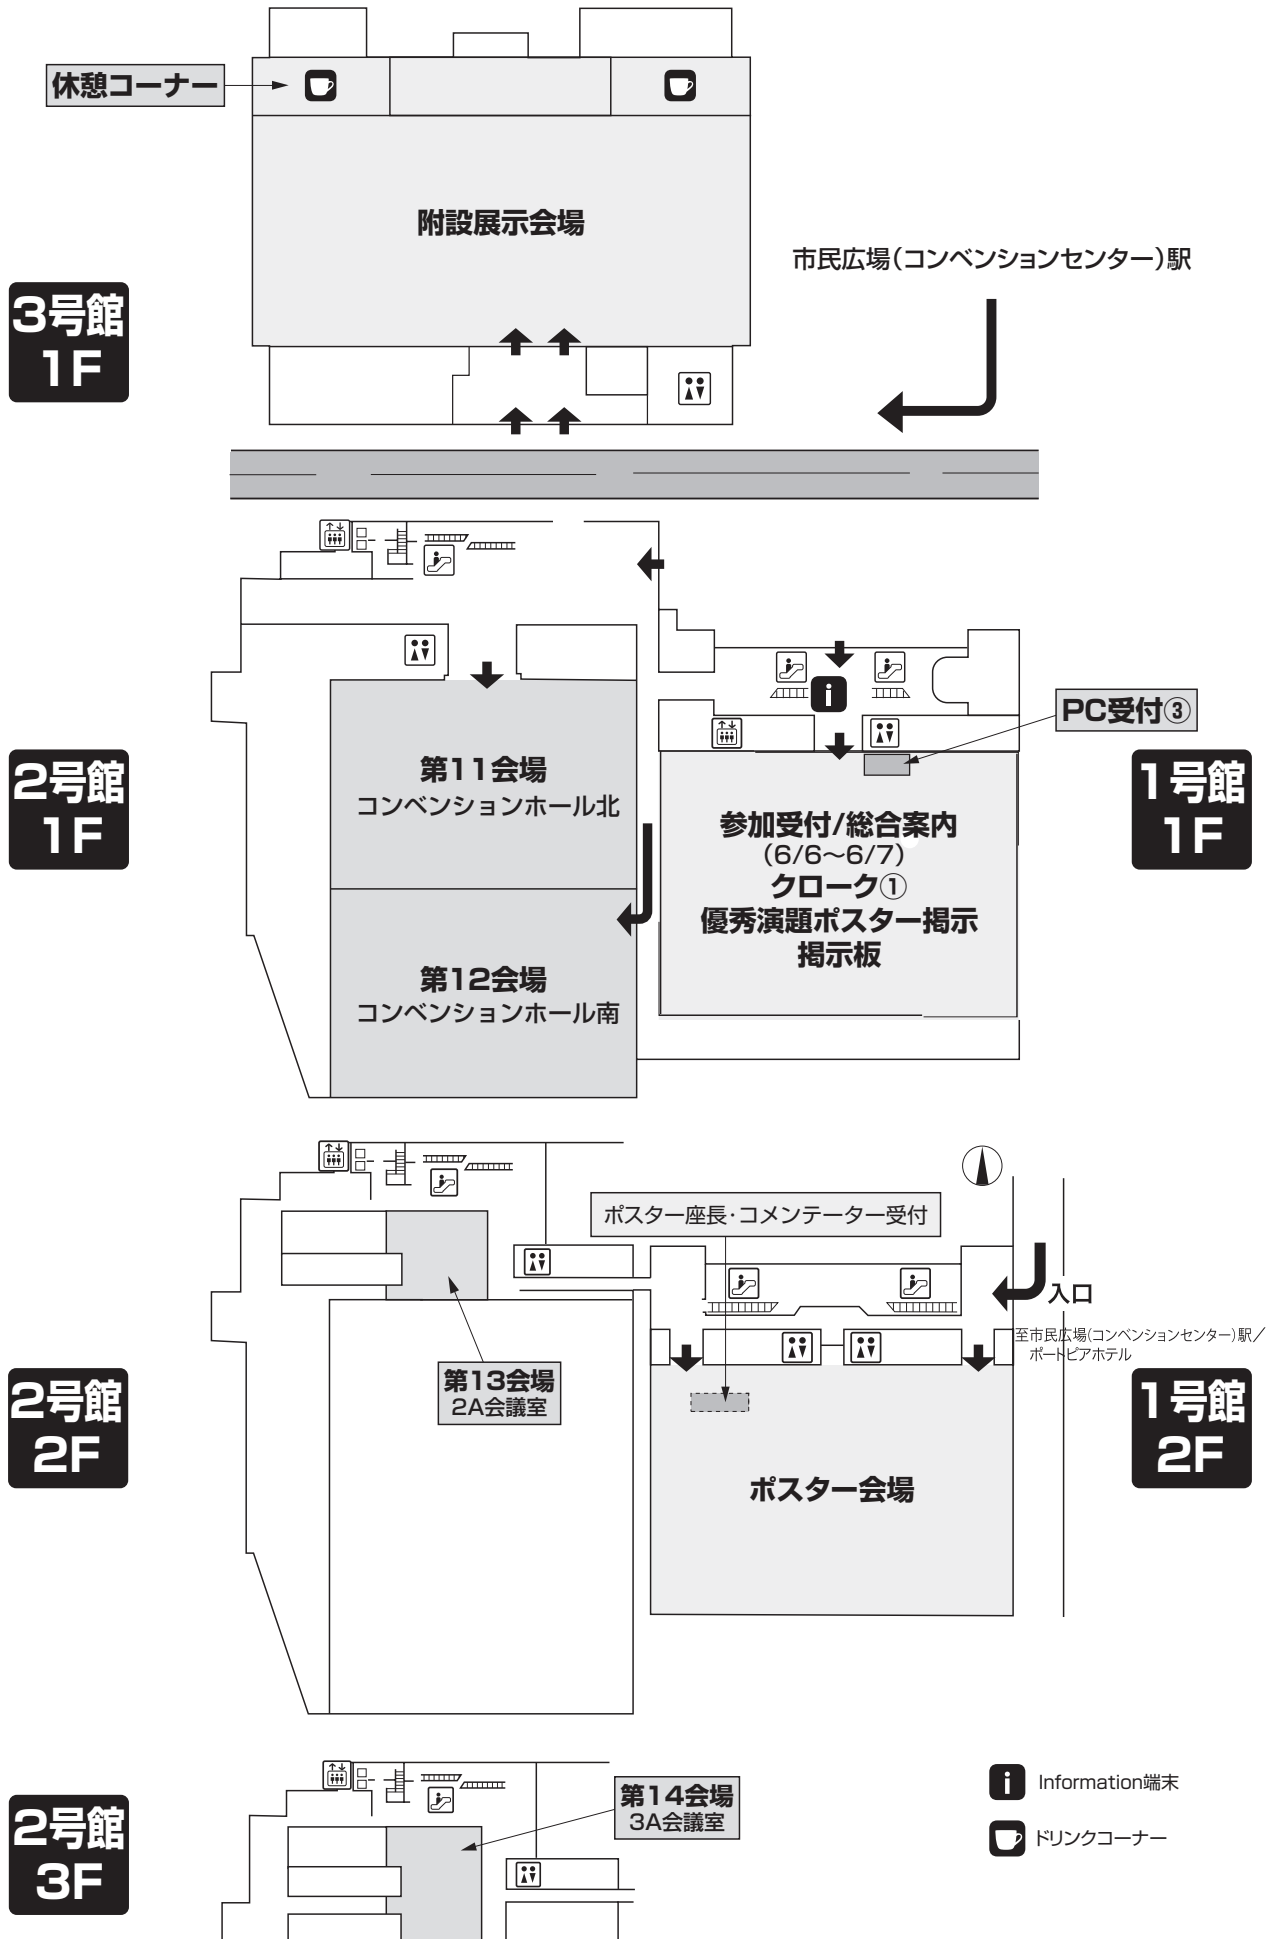 休憩コーナー
附設展示会場
市民広場（コンベンションセンター）駅
3号館
1F
第11会場
コンベンションホール北
第12会場
コンベンションホール南
2号館
1F
PC受付③
参加受付/総合案内
（6/6～6/7）
クローク①
優秀演題ポスター掲示
掲示板
1号館
1F
ポスター座長・コメンテーター受付
入口
至市民広場（コンベンションセンター）駅／
ポートピアホテル
第13会場
2A会議室
2号館
2F
ポスター会場
1号館
2F
第14会場
3A会議室
2号館
3F
i Information端末
ドリンクコーナー